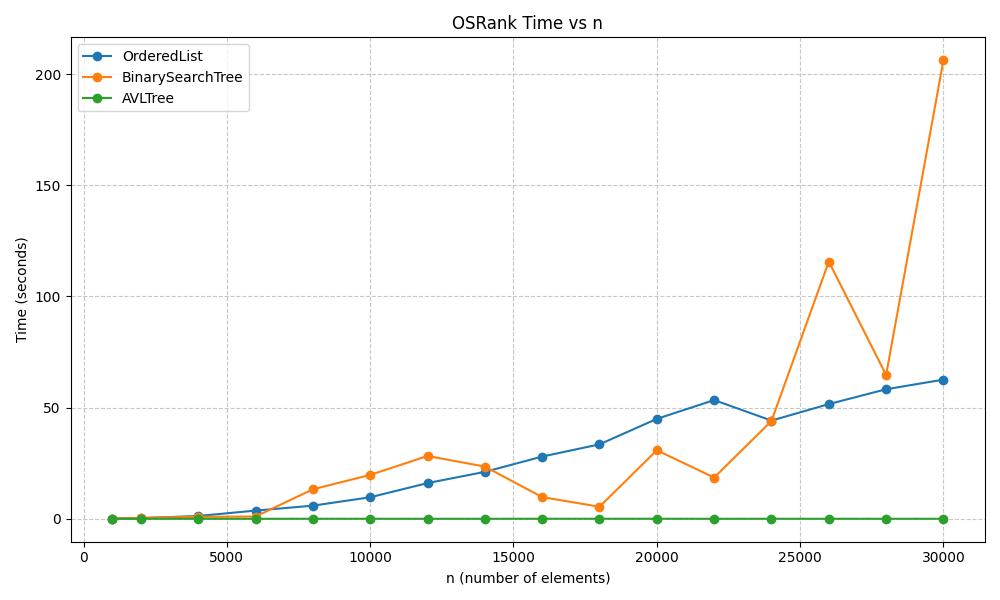 OSRank Time vs n
OrderedList
BinarySearchTree
AVLTree
Time (seconds)
200
150
100
50
0
0 5000 10000 15000 20000 25000 30000
n (number of elements)